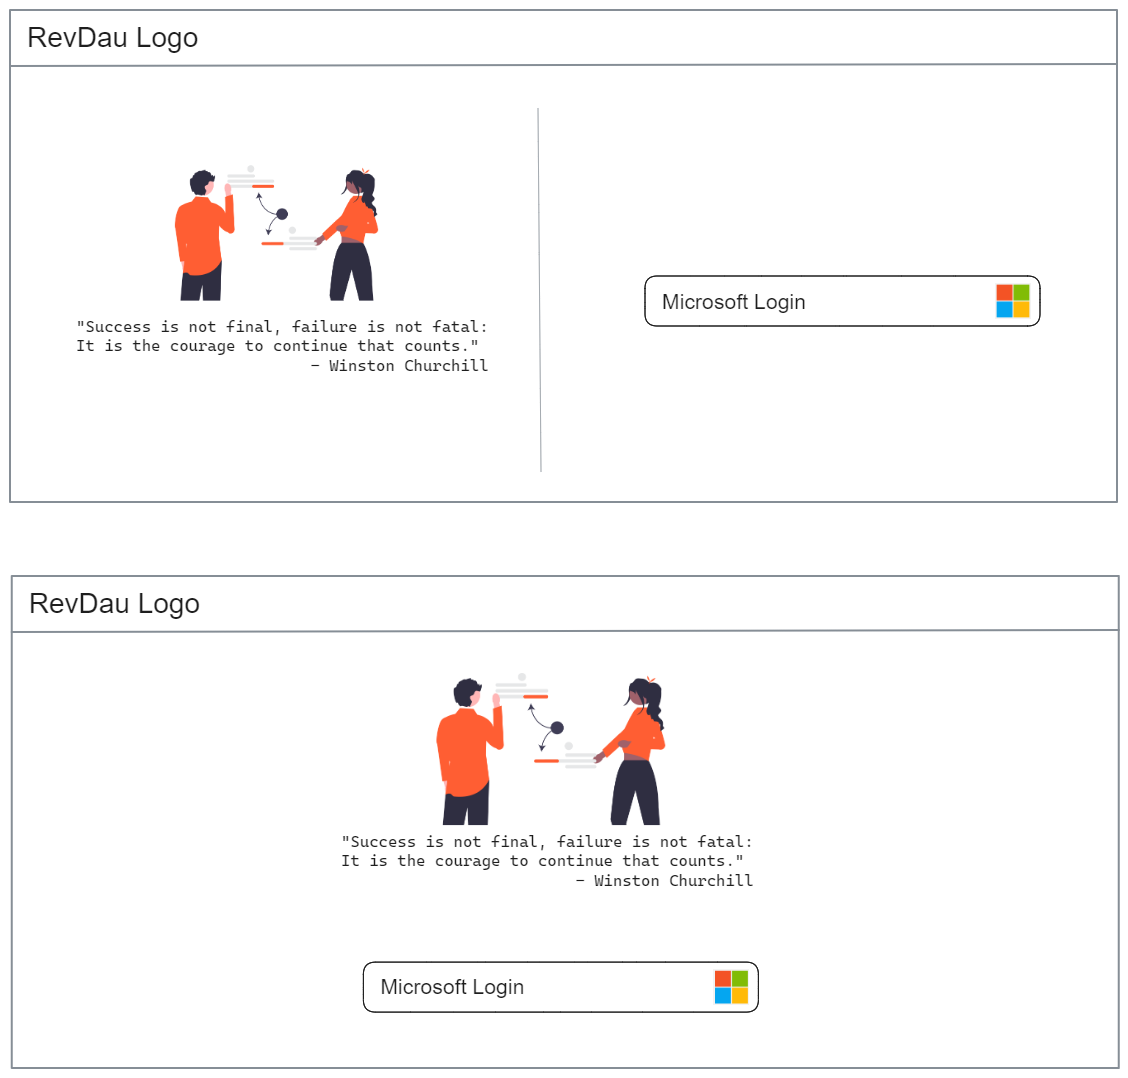 RevDau Logo
"Success is not final, failure is not fatal:
It is the courage to continue that counts."
– Winston Churchill
Microsoft Login
RevDau Logo
"Success is not final, failure is not fatal:
It is the courage to continue that counts."
– Winston Churchill
Microsoft Login